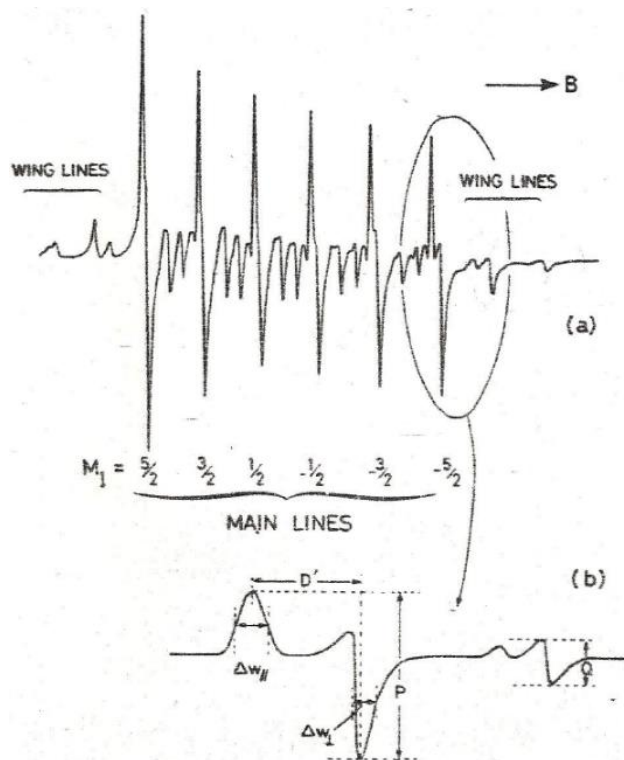 B
WING LINES
WING LINES
(a)
M_I = 5/2 3/2 1/2 -1/2 -3/2 -5/2
MAIN LINES
(b)
D'
Δw∥
P
Q
Δw⊥